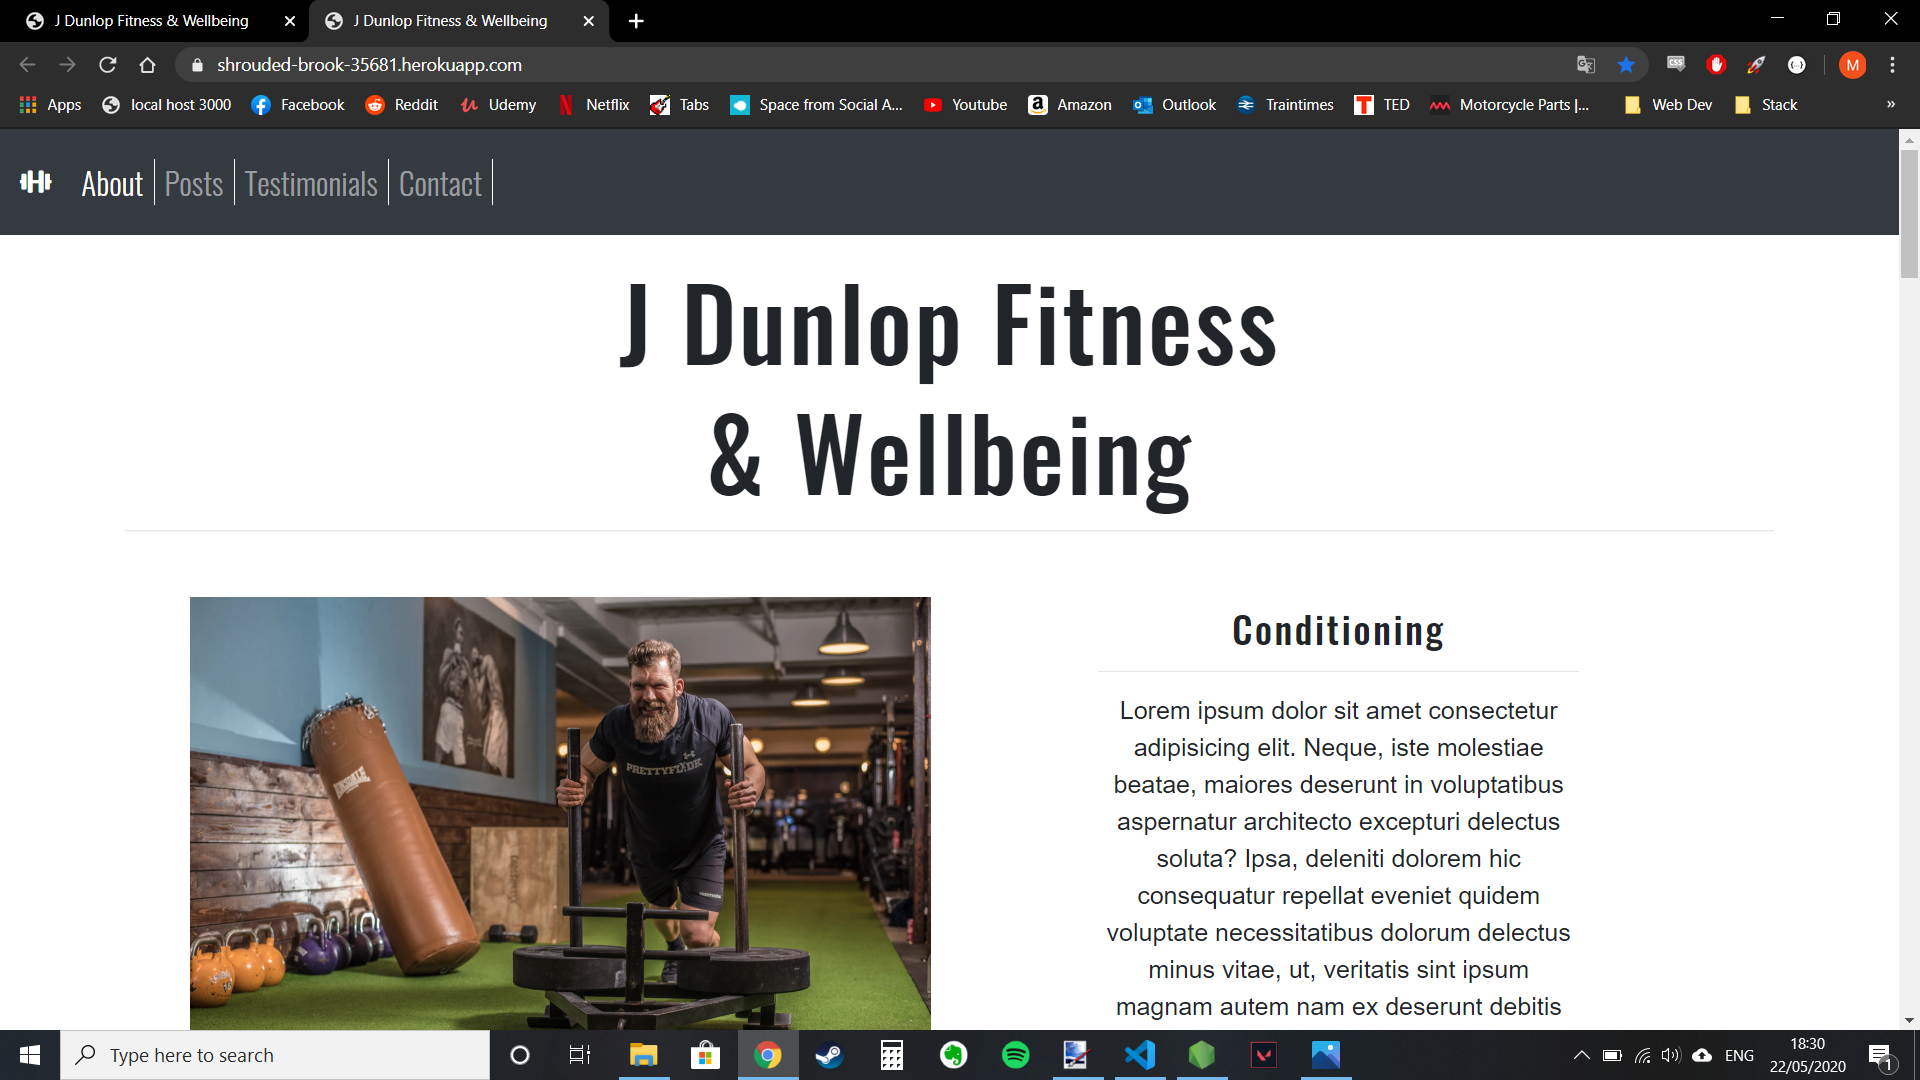 J Dunlop Fitness & Wellbeing
J Dunlop Fitness & Wellbeing
shrouded-brook-35681.herokuapp.com
CSS
M
Apps
local host 3000
Facebook
Reddit
Udemy
Netflix
Tabs
Space from Social A...
Youtube
Amazon
Outlook
Traintimes
TED
Motorcycle Parts |...
Web Dev
Stack
»
About
Posts
Testimonials
Contact
J Dunlop Fitness
& Wellbeing
LONSDALE
PRETTYFIXDK
Conditioning
Lorem ipsum dolor sit amet consectetur
adipisicing elit. Neque, iste molestiae
beatae, maiores deserunt in voluptatibus
aspernatur architecto excepturi delectus
soluta? Ipsa, deleniti dolorem hic
consequatur repellat eveniet quidem
voluptate necessitatibus dolorum delectus
minus vitae, ut, veritatis sint ipsum
magnam autem nam ex deserunt debitis
Type here to search
ENG
18:30
22/05/2020
1